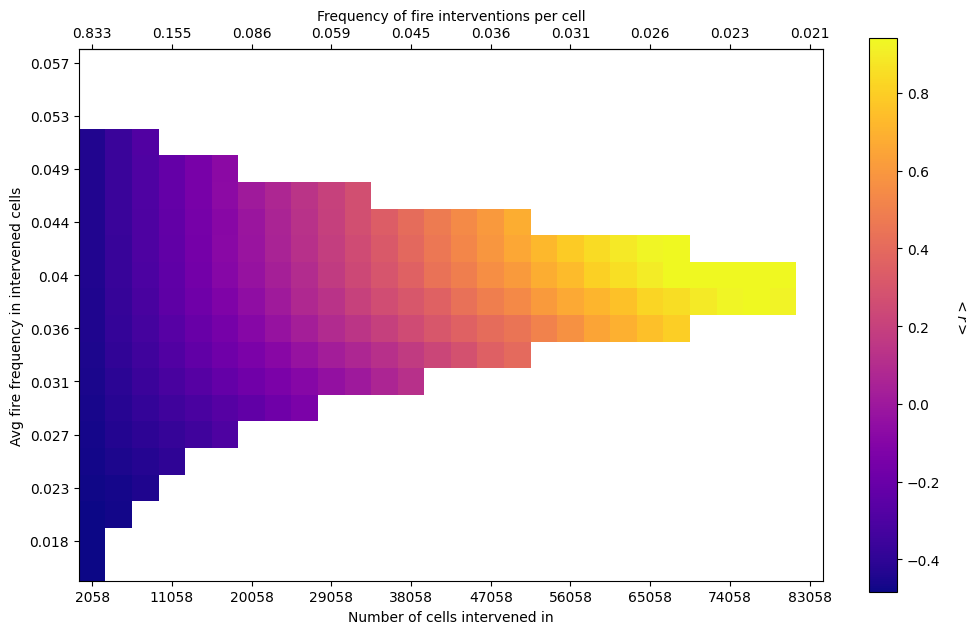 Frequency of fire interventions per cell
0.833 0.155 0.086 0.059 0.045 0.036 0.031 0.026 0.023 0.021
0.057
0.053
0.049
0.044
0.04
0.036
0.031
0.027
0.023
0.018
Avg fire frequency in intervened cells
2058 11058 20058 29058 38058 47058 56058 65058 74058 83058
Number of cells intervened in
0.8
0.6
0.4
0.2
0.0
−0.2
−0.4
< r >